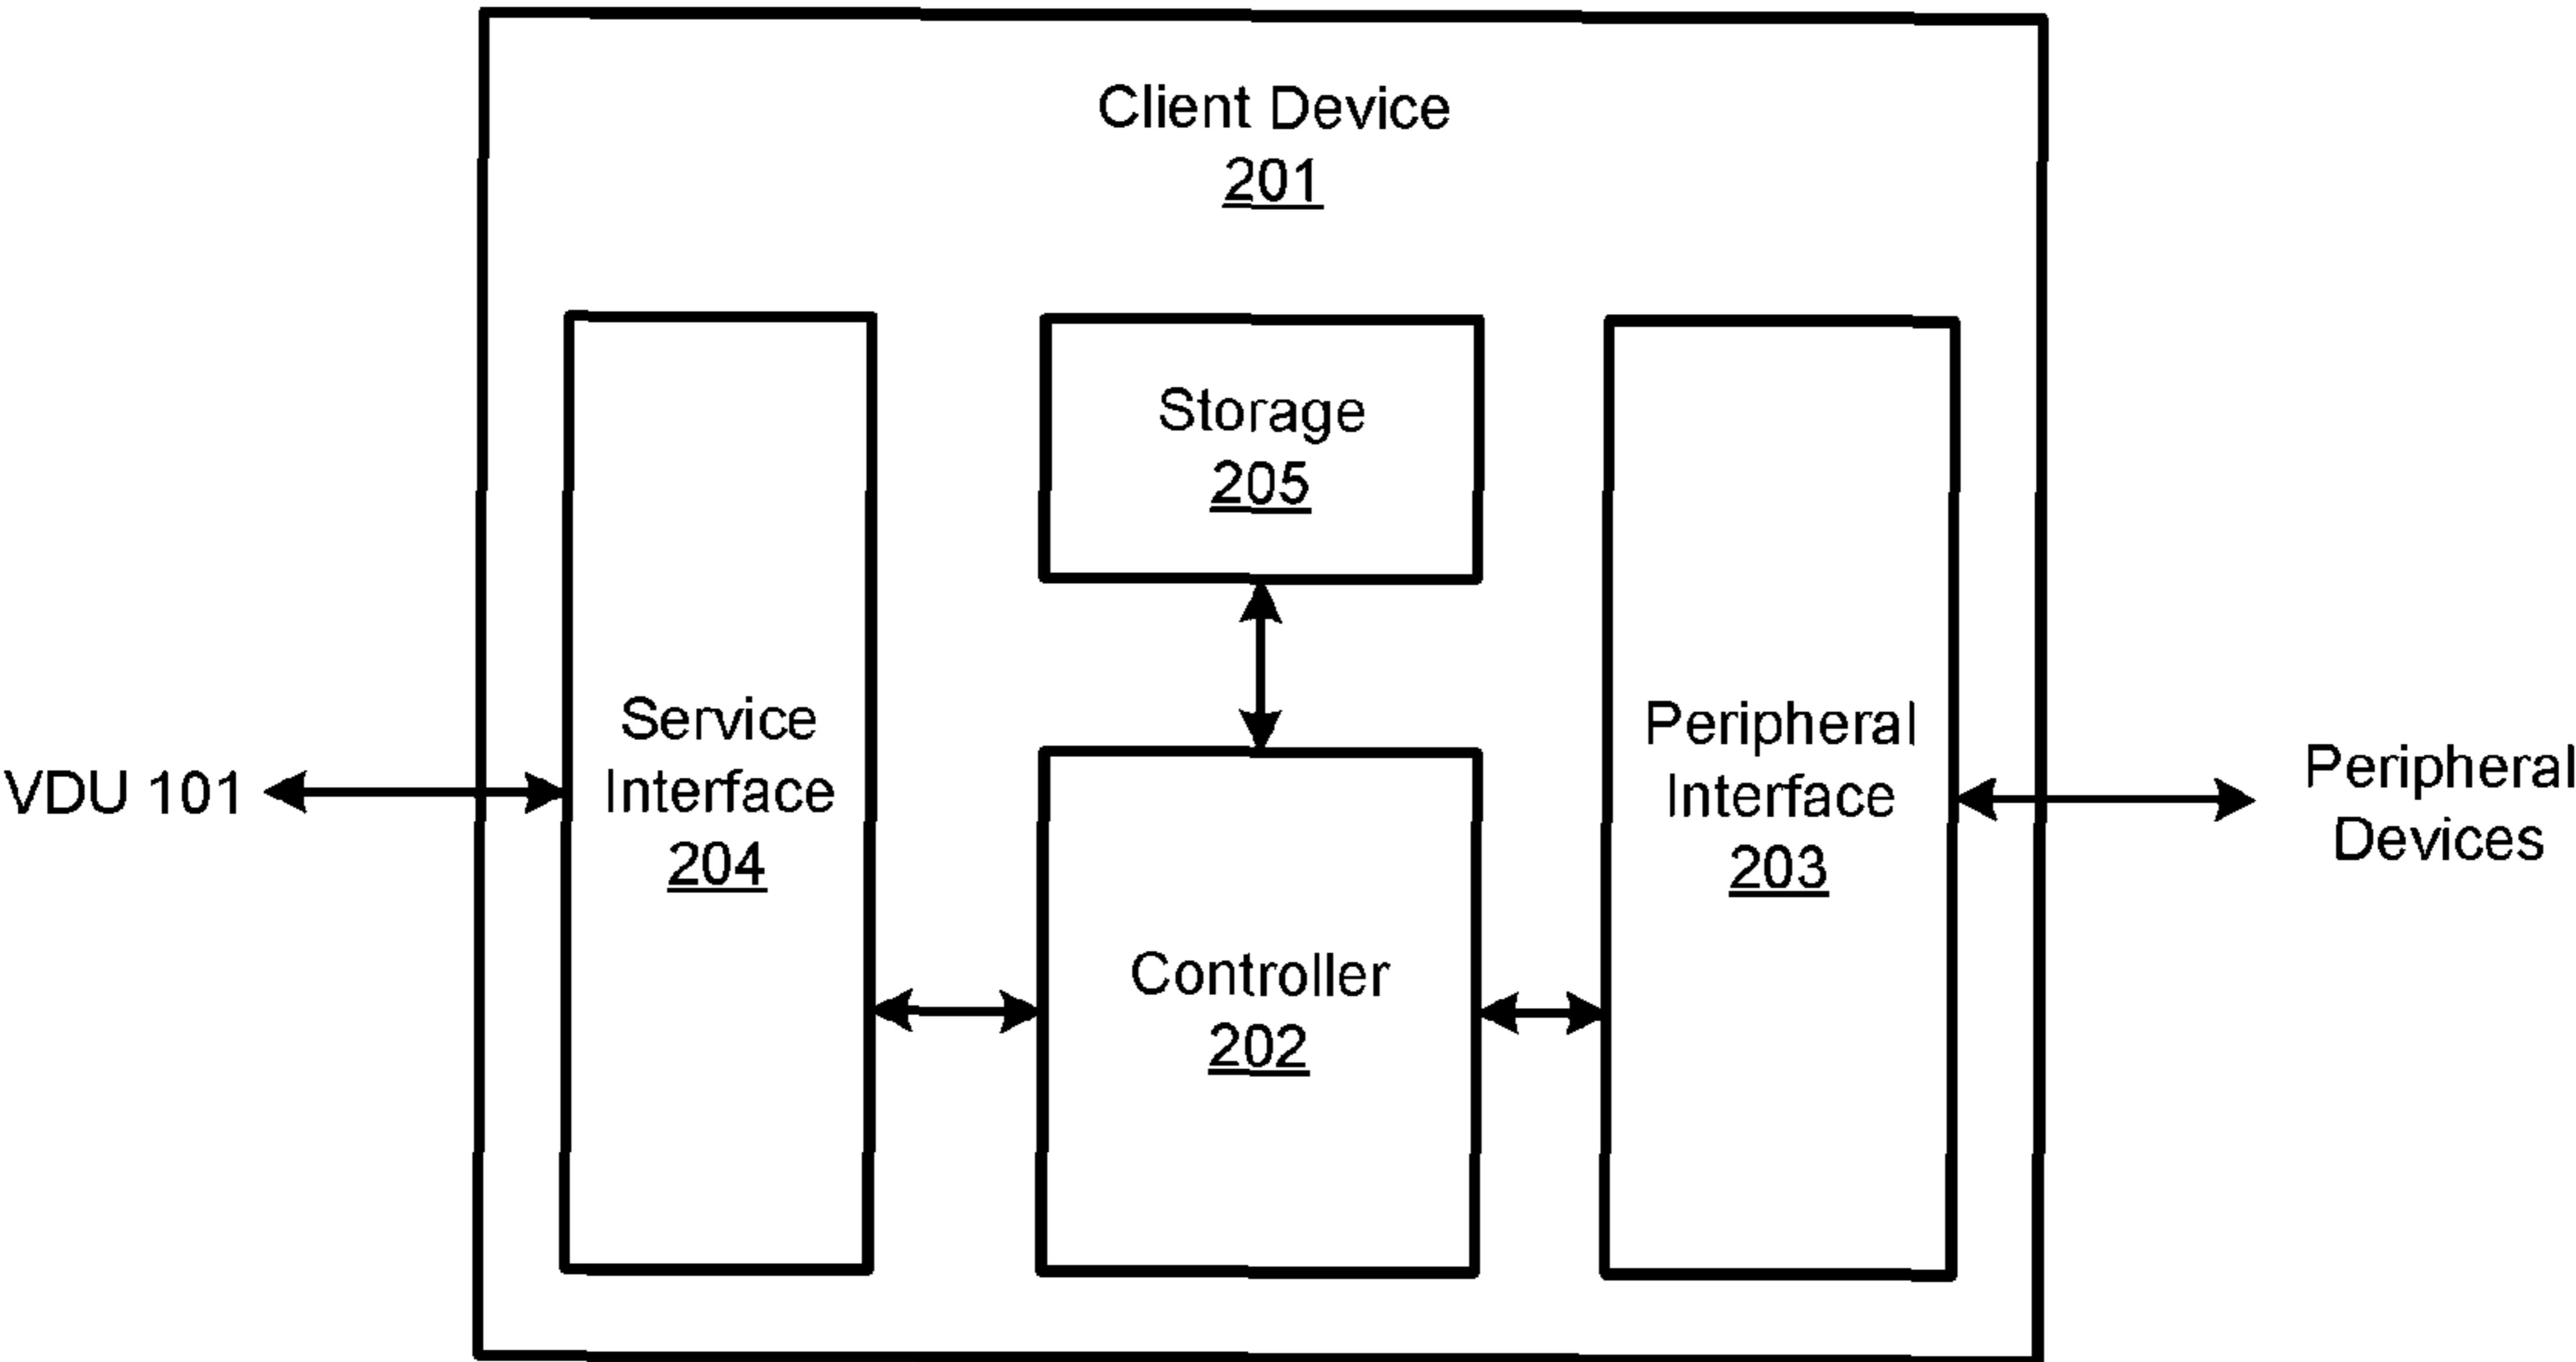 Client Device
201
Storage
205
Service
Interface
204
Peripheral
Interface
203
VDU 101
Peripheral
Devices
Controller
202